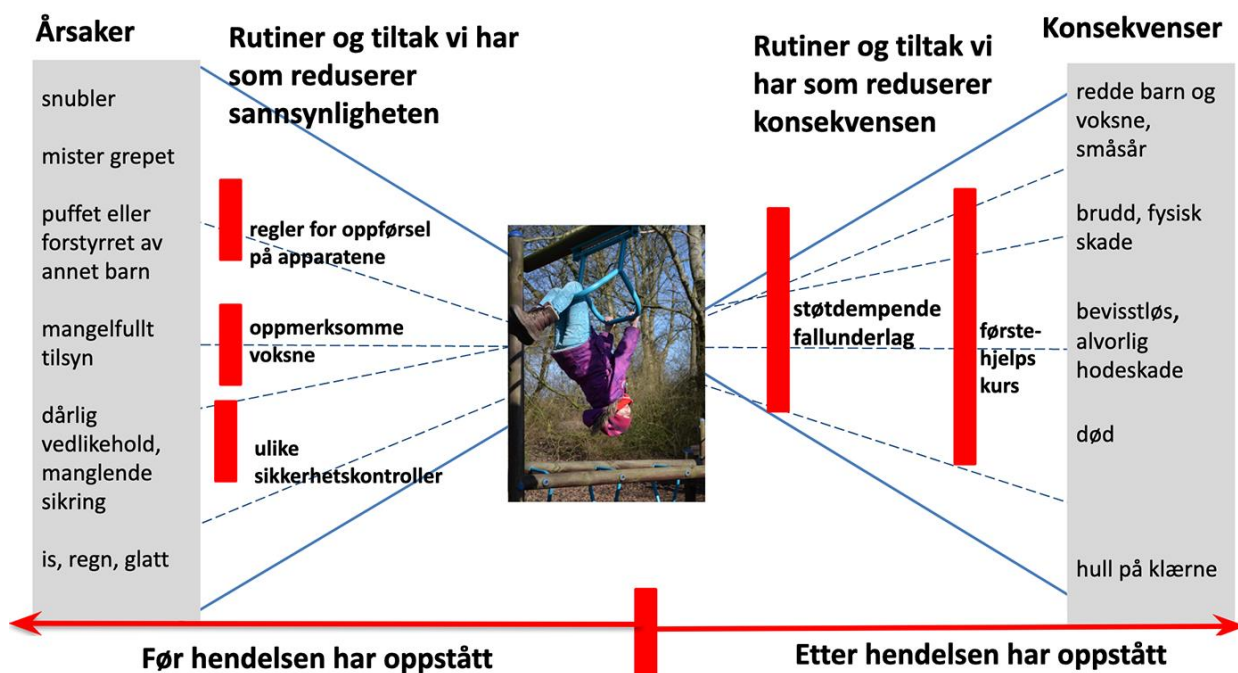 Årsaker
snubler
mister grepet
puffet eller
forstyrret av
annet barn
mangelfullt
tilsyn
dårlig
vedlikehold,
manglende
sikring
is, regn, glatt
Rutiner og tiltak vi har
som reduserer
sannsynligheten
regler for oppførsel
på apparatene
oppmerksomme
voksne
ulike
sikkerhetskontroller
Rutiner og tiltak vi
har som reduserer
konsekvensen
støtdempende
fallunderlag
første-
hjelps
kurs
Konsekvenser
redde barn og
voksne,
småsår
brudd, fysisk
skade
bevisstløs,
alvorlig
hodeskade
død
hull på klærne
Før hendelsen har oppstått
Etter hendelsen har oppstått